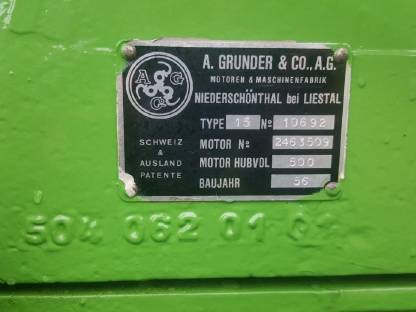 A. GRUNDER & CO., A.G.
MOTOREN & MASCHINENFABRIK
NIEDERSCHÖNTHAL bei LIESTAL
A G C
SCHWEIZ
&
AUSLAND
PATENTE
TYPE 15 Nº 10692
MOTOR Nº 2463509
MOTOR HUBVOL 500
BAUJAHR 56
504 062 01 01